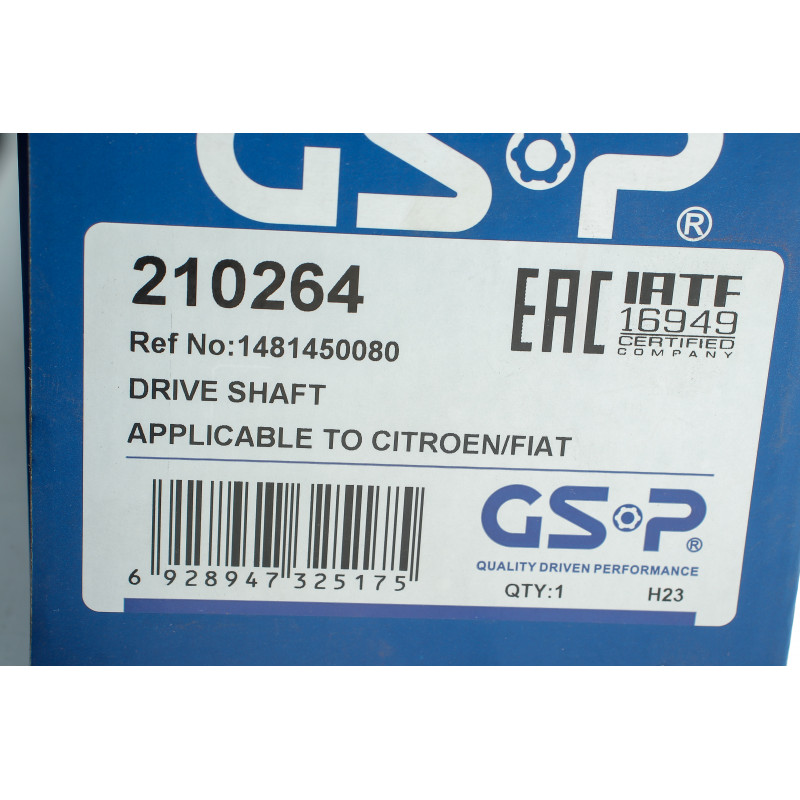 GSP®
210264
EAC
IATF
16949
CERTIFIED
COMPANY
Ref No:1481450080
DRIVE SHAFT
APPLICABLE TO CITROEN/FIAT
6 928947 325175
GSP®
QUALITY DRIVEN PERFORMANCE
QTY:1 H23